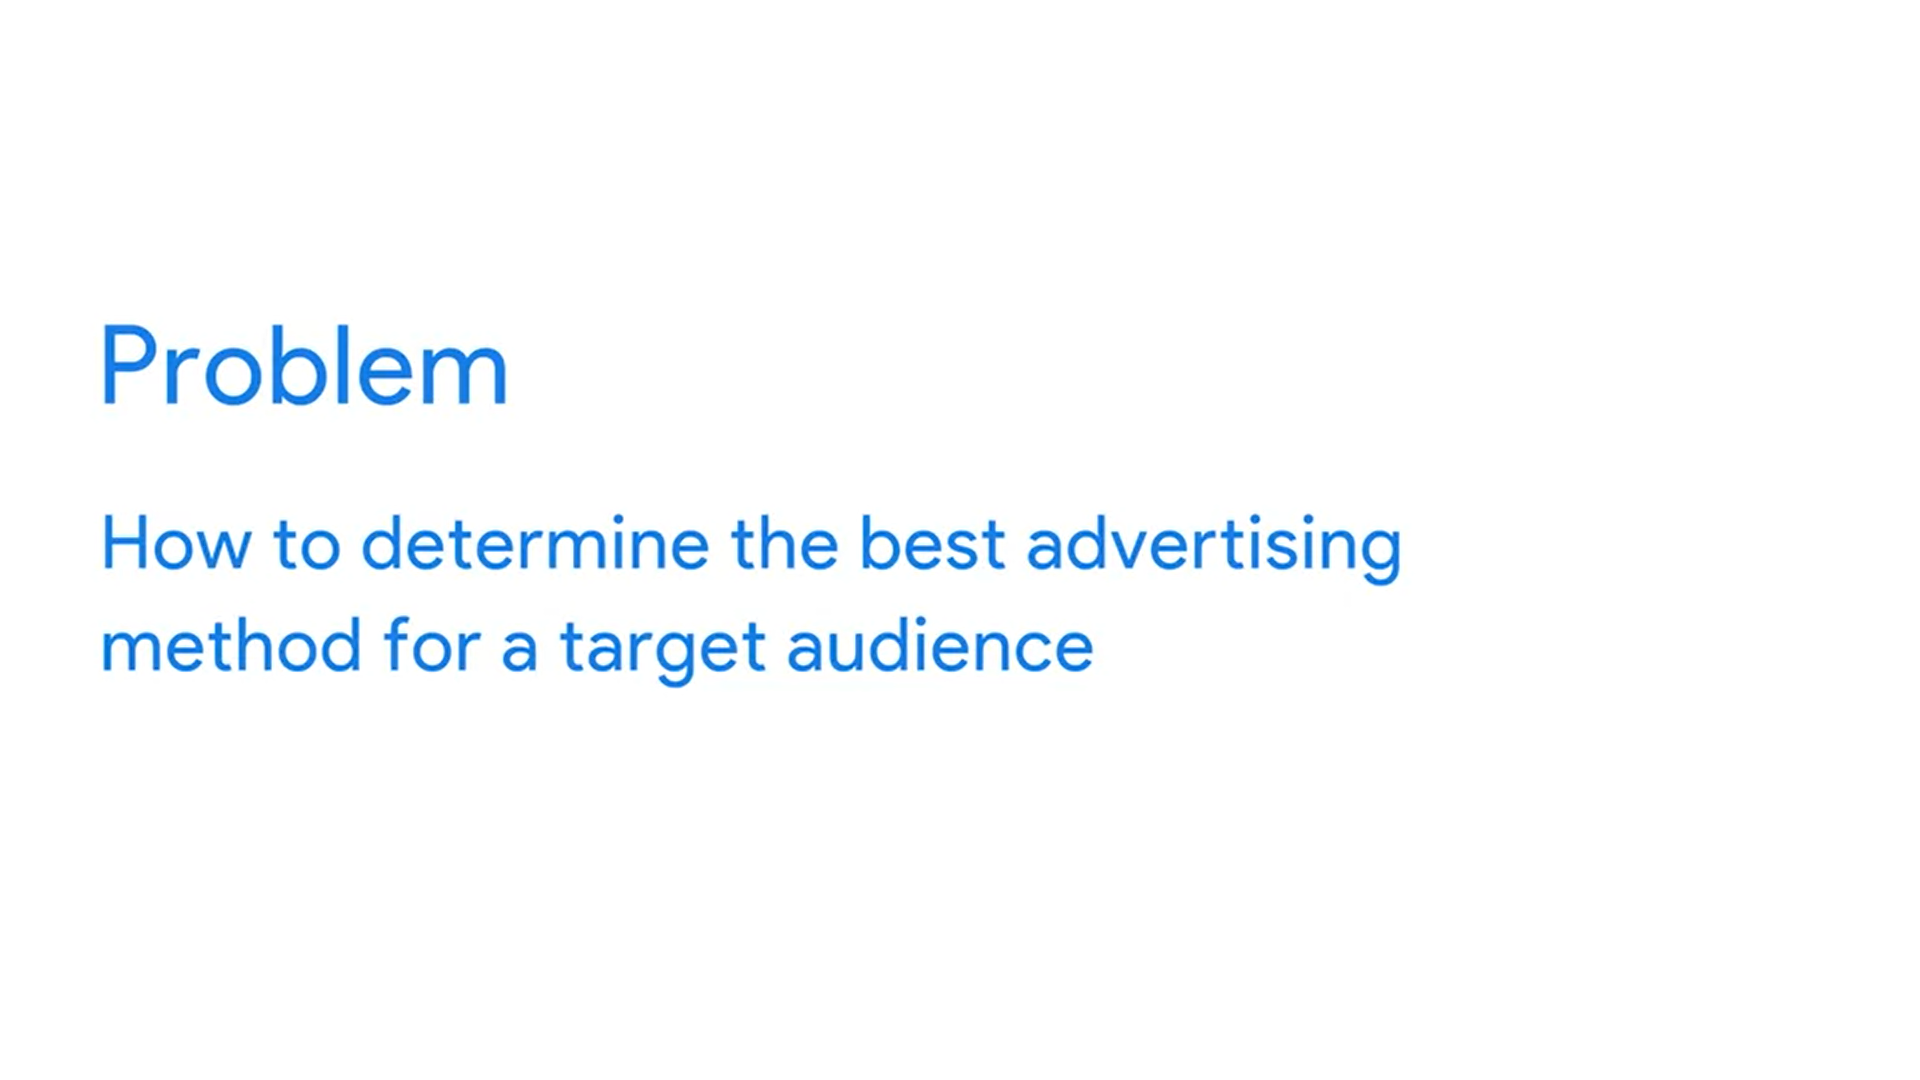 Problem
How to determine the best advertising
method for a target audience